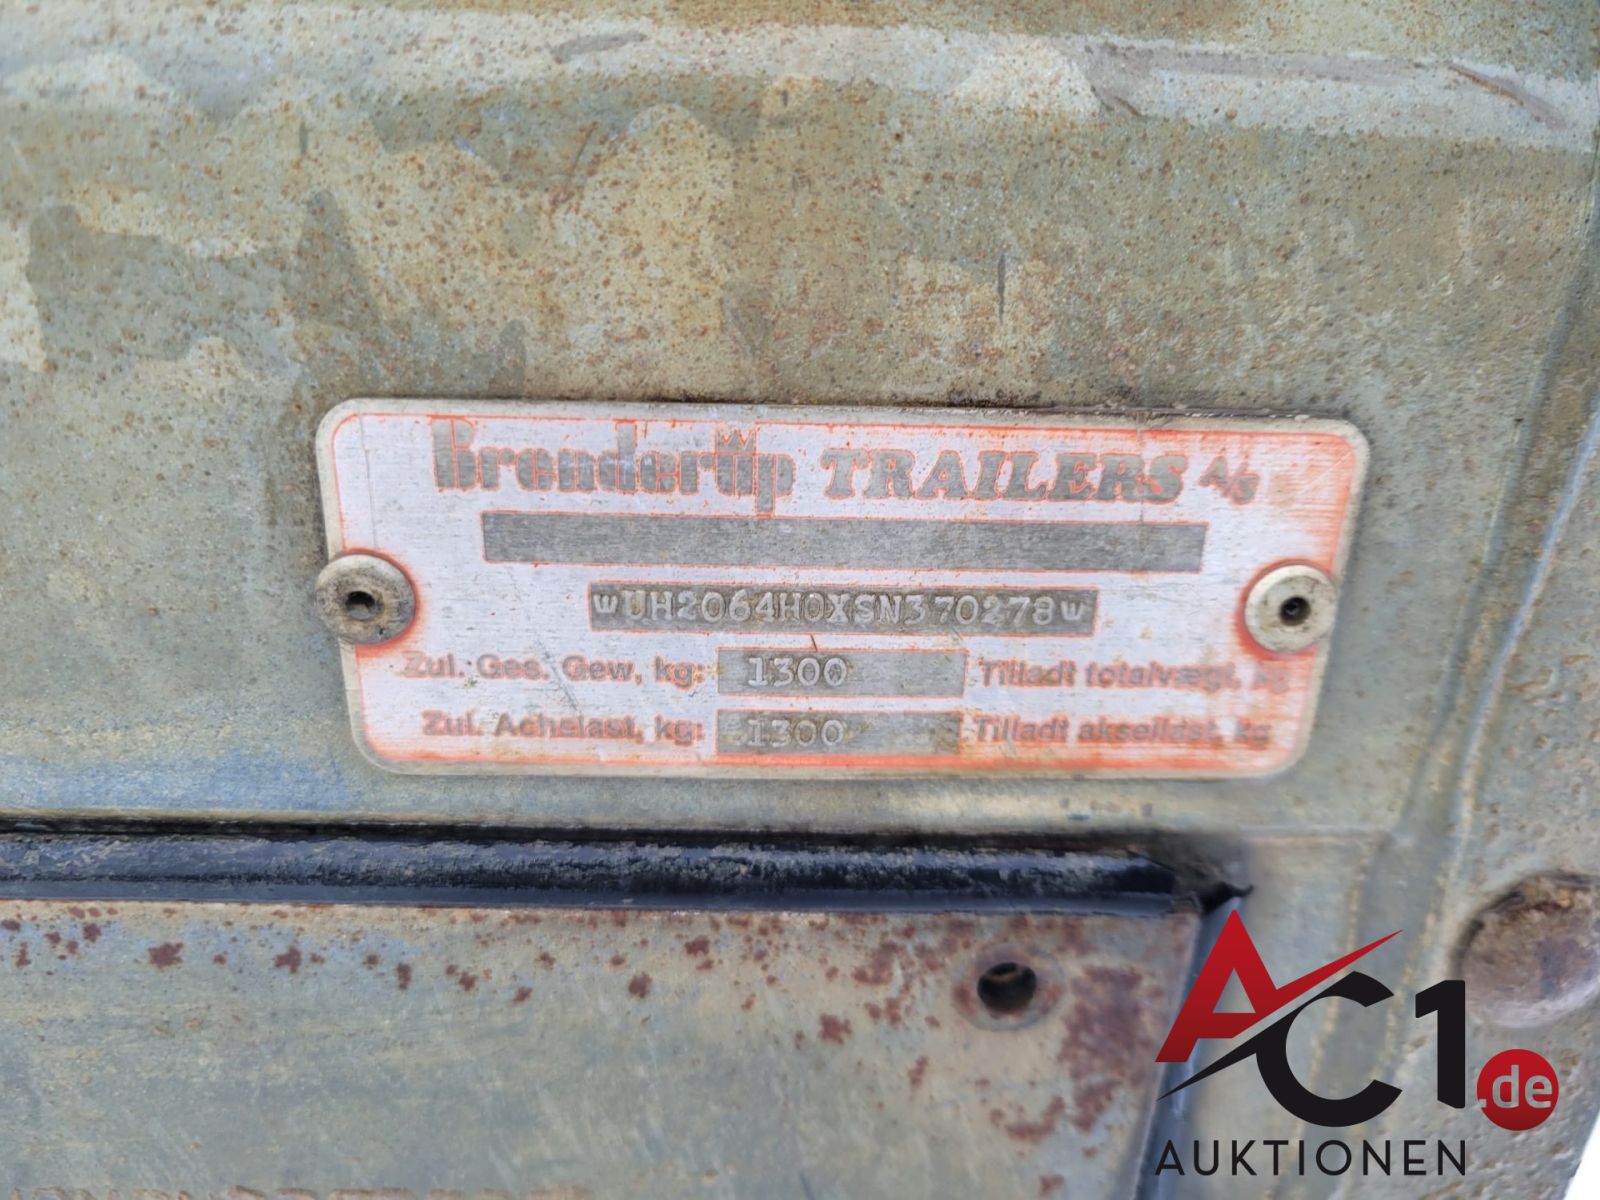 Brenderup TRAILERS A/S
wUH2064H0XSN370278w
Zul. Ges. Gew, kg: 1300 Tilladt totalvægt, kg
Zul. Achslast, kg: 1300 Tilladt aksellast, kg
AC1.de
AUKTIONEN